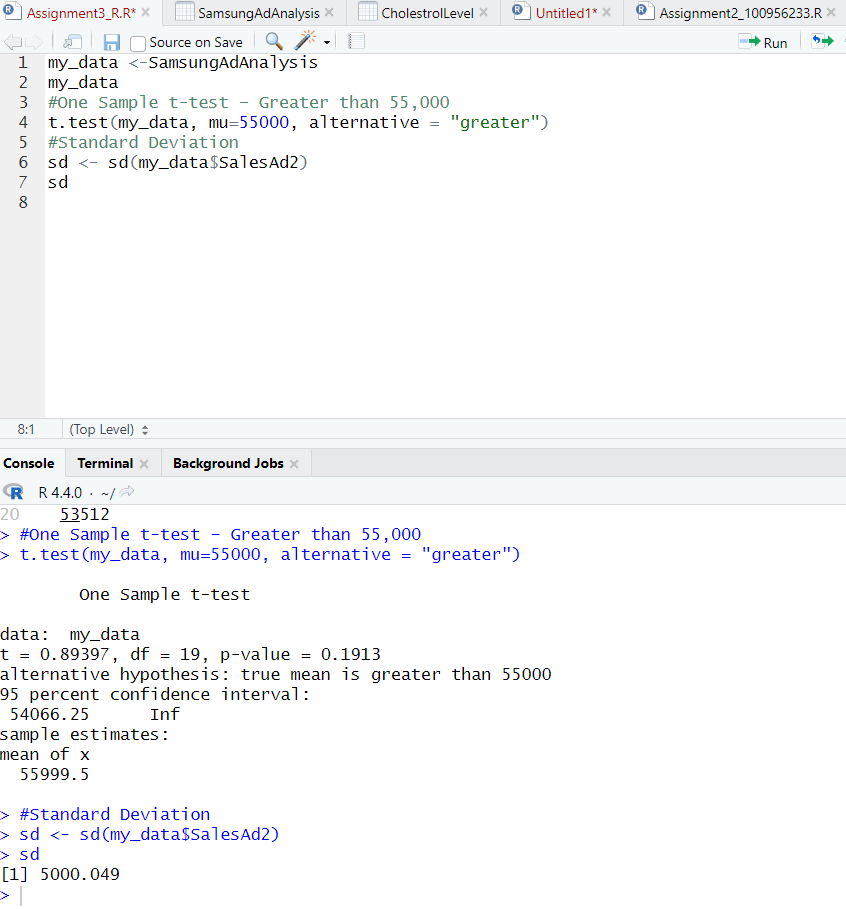 Assignment3_R.R* SamsungAdAnalysis CholestrolLevel Untitled1* Assignment2_100956233.R
Source on Save Run
1 my_data <-SamsungAdAnalysis
2 my_data
3 #One Sample t-test - Greater than 55,000
4 t.test(my_data, mu=55000, alternative = "greater")
5 #Standard Deviation
6 sd <- sd(my_data$SalesAd2)
7 sd
8
8:1 (Top Level)
Console Terminal Background Jobs
R 4.4.0 · ~/
20 53512
> #One Sample t-test - Greater than 55,000
> t.test(my_data, mu=55000, alternative = "greater")
One Sample t-test
data: my_data
t = 0.89397, df = 19, p-value = 0.1913
alternative hypothesis: true mean is greater than 55000
95 percent confidence interval:
54066.25 Inf
sample estimates:
mean of x
55999.5
> #Standard Deviation
> sd <- sd(my_data$SalesAd2)
> sd
[1] 5000.049
>